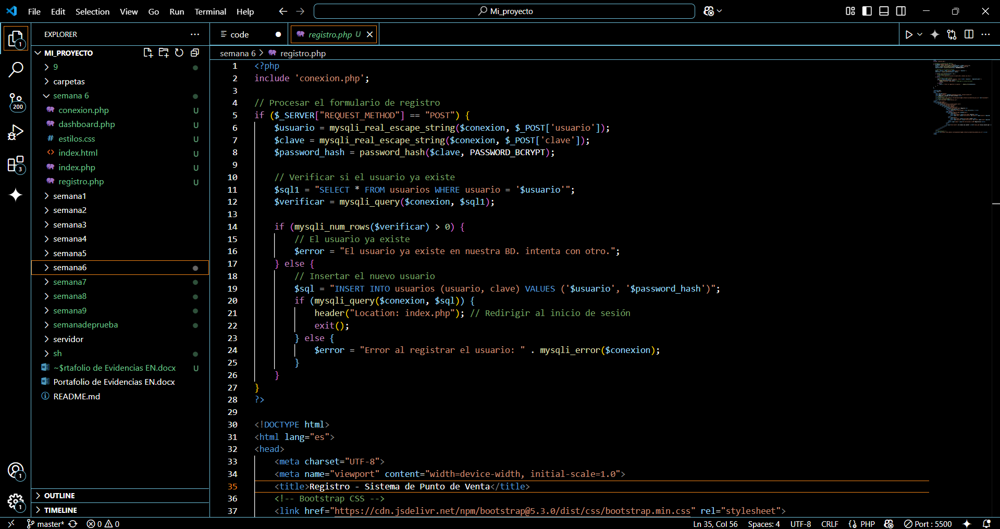 File Edit Selection View Go Run Terminal Help
Mi_proyecto
EXPLORER
code
registro.php U
MI_PROYECTO
semana 6 > registro.php
9
carpetas
semana 6
conexion.php U
dashboard.php U
# estilos.css U
<> index.html U
index.php U
registro.php U
semana1
semana2
semana3
semana4
semana5
semana6
semana7
semana8
semana9
semanadeprueba
servidor
sh
~$rtafolio de Evidencias EN.docx U
Portafolio de Evidencias EN.docx
README.md
OUTLINE
TIMELINE
1
200
3
1
1
1 <?php
2 include 'conexion.php';
3
4 // Procesar el formulario de registro
5 if ($_SERVER["REQUEST_METHOD"] == "POST") {
6 $usuario = mysqli_real_escape_string($conexion, $_POST['usuario']);
7 $clave = mysqli_real_escape_string($conexion, $_POST['clave']);
8 $password_hash = password_hash($clave, PASSWORD_BCRYPT);
9
10 // Verificar si el usuario ya existe
11 $sql1 = "SELECT * FROM usuarios WHERE usuario = '$usuario'";
12 $verificar = mysqli_query($conexion, $sql1);
13
14 if (mysqli_num_rows($verificar) > 0) {
15 // El usuario ya existe
16 $error = "El usuario ya existe en nuestra BD. intenta con otro.";
17 } else {
18 // Insertar el nuevo usuario
19 $sql = "INSERT INTO usuarios (usuario, clave) VALUES ('$usuario', '$password_hash')";
20 if (mysqli_query($conexion, $sql)) {
21 header("Location: index.php"); // Redirigir al inicio de sesión
22 exit();
23 } else {
24 $error = "Error al registrar el usuario: " . mysqli_error($conexion);
25 }
26 }
27 }
28 ?>
29
30 <!DOCTYPE html>
31 <html lang="es">
32 <head>
33 <meta charset="UTF-8">
34 <meta name="viewport" content="width=device-width, initial-scale=1.0">
35 <title>Registro - Sistema de Punto de Venta</title>
36 <!-- Bootstrap CSS -->
37 <link href="https://cdn.jsdelivr.net/npm/bootstrap@5.3.0/dist/css/bootstrap.min.css" rel="stylesheet">
master* 0 0 Ln 35, Col 56 Spaces: 4 UTF-8 CRLF PHP Port : 5500